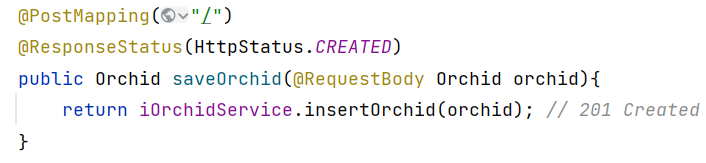 @PostMapping("/")
@ResponseStatus(HttpStatus.CREATED)
public Orchid saveOrchid(@RequestBody Orchid orchid){
    return iOrchidService.insertOrchid(orchid); // 201 Created
}